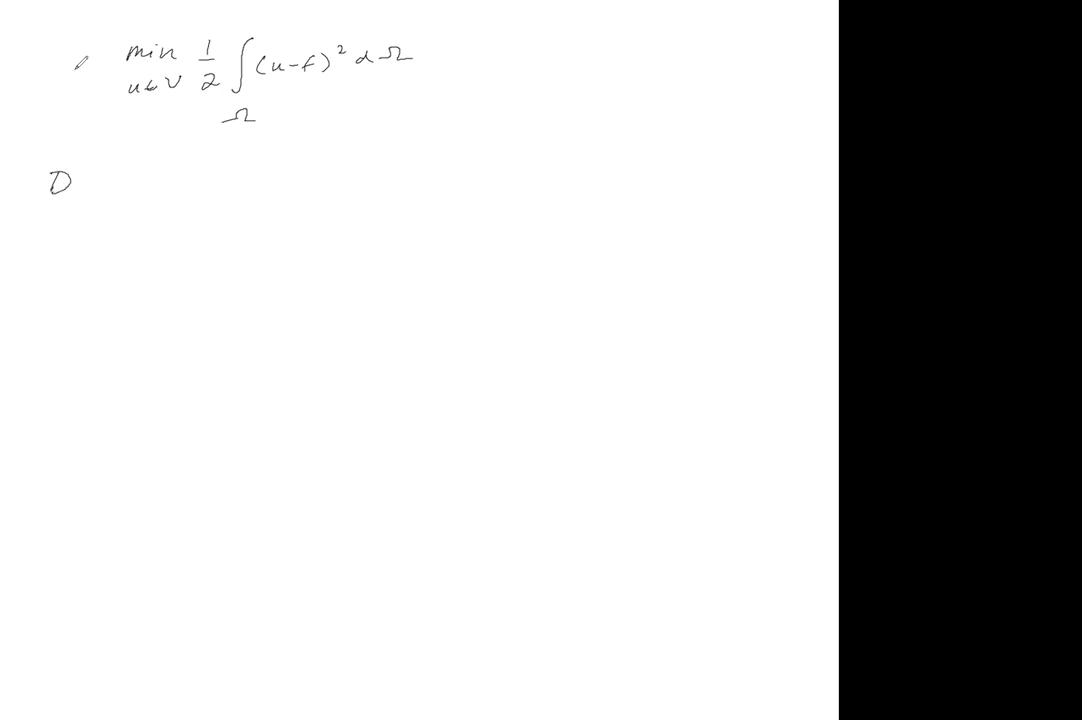 min 1/2 ∫ (u-f)² dΩ
u∈V Ω
D